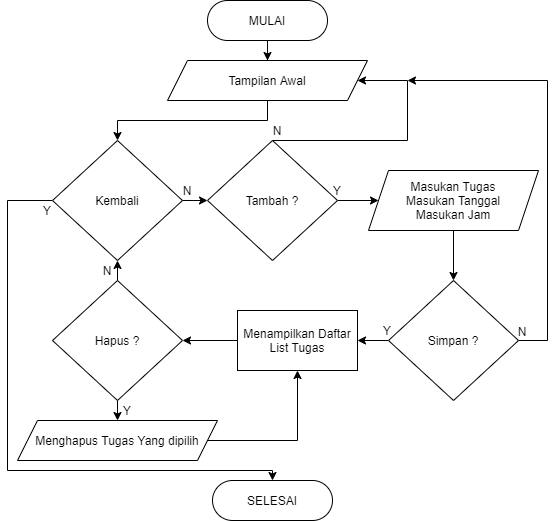 MULAI
Tampilan Awal
N
Kembali
N
Tambah ?
Y
Masukan Tugas
Masukan Tanggal
Masukan Jam
Y
N
Hapus ?
Menampilkan Daftar
List Tugas
Y
Simpan ?
N
Y
Menghapus Tugas Yang dipilih
SELESAI